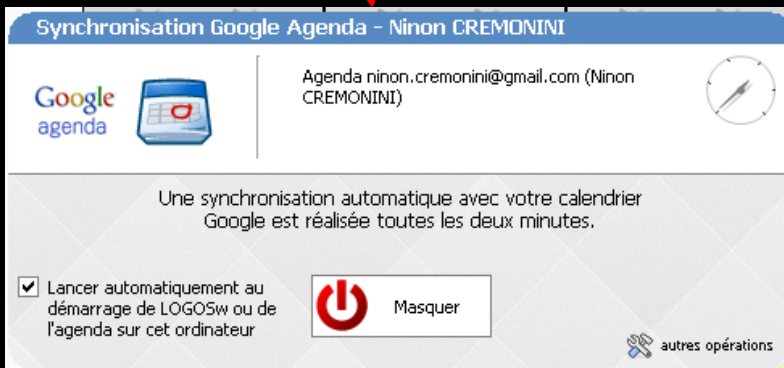 Synchronisation Google Agenda - Ninon CREMONINI
Google
agenda
Agenda ninon.cremonini@gmail.com (Ninon
CREMONINI)
Une synchronisation automatique avec votre calendrier
Google est réalisée toutes les deux minutes.
Lancer automatiquement au
démarrage de LOGOSw ou de
l'agenda sur cet ordinateur
Masquer
autres opérations